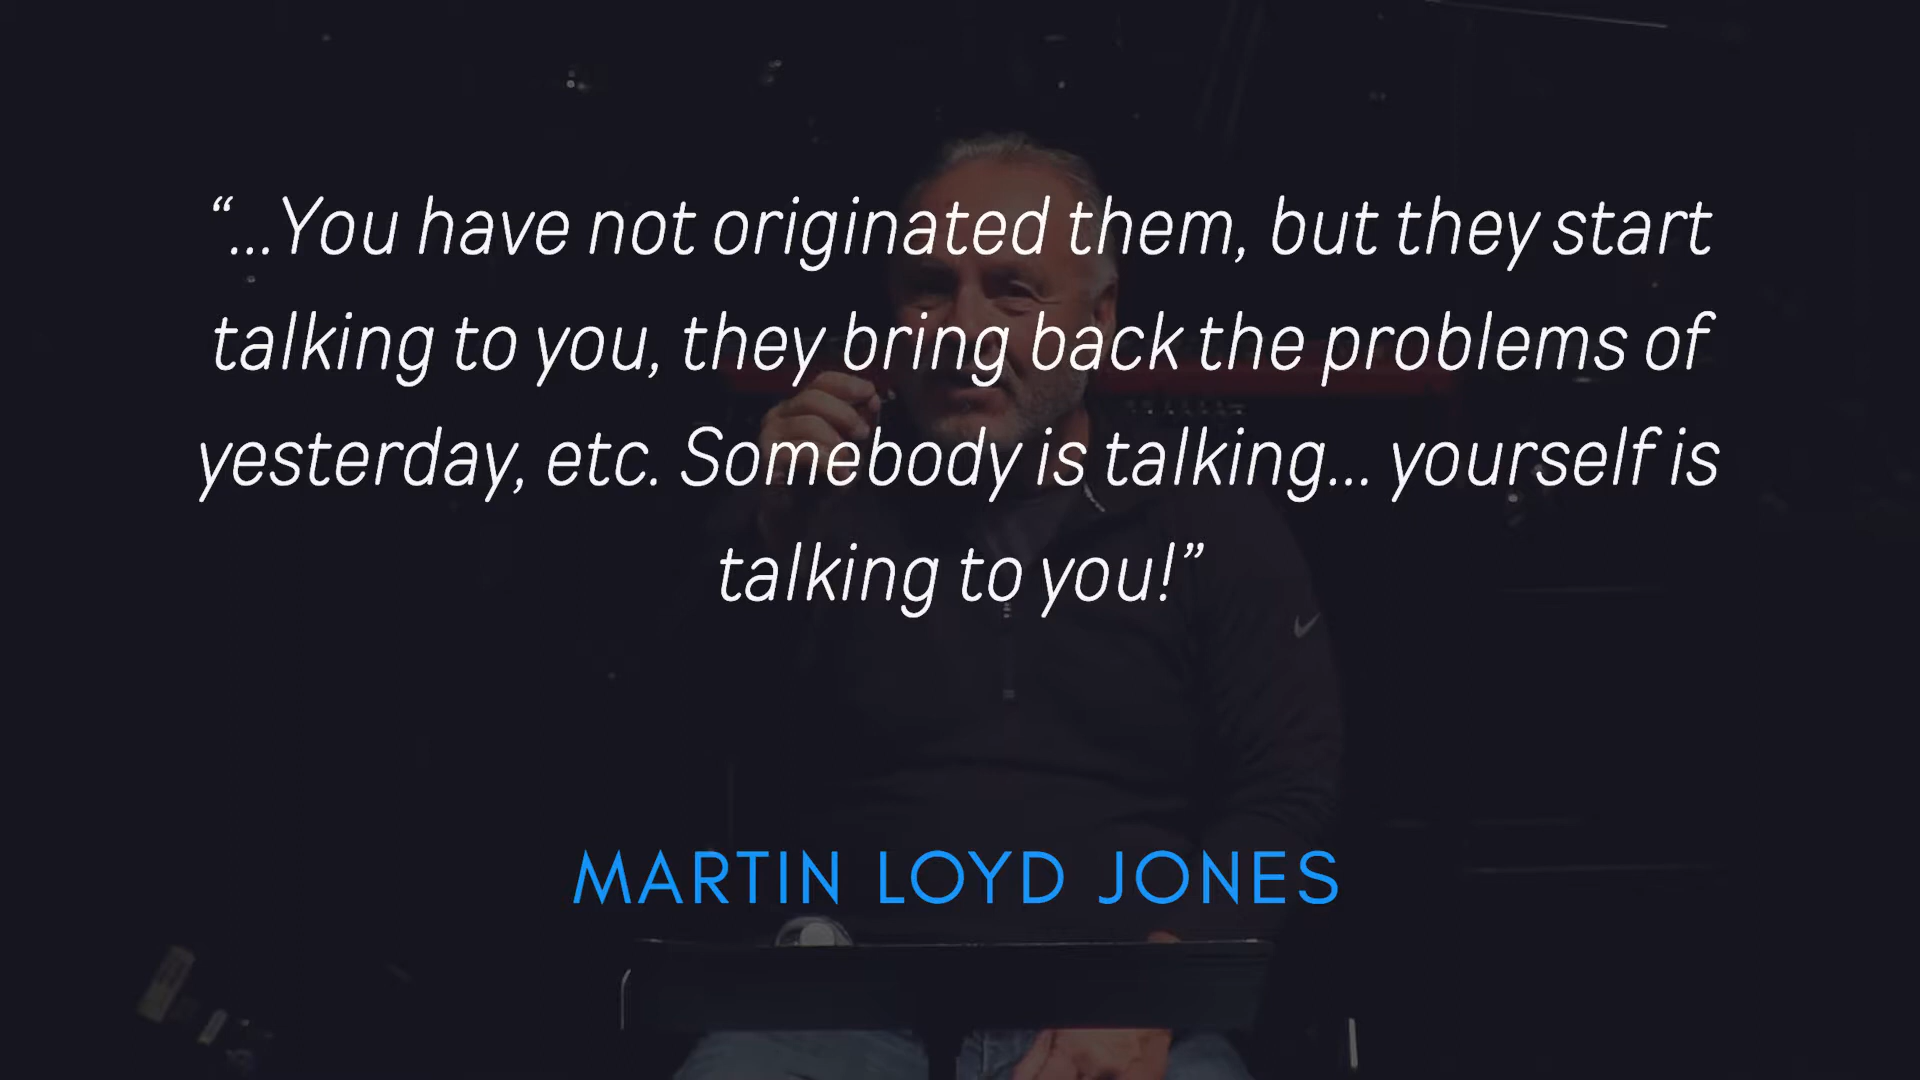 “...You have not originated them, but they start
talking to you, they bring back the problems of
yesterday, etc. Somebody is talking... yourself is
talking to you!”
MARTIN LOYD JONES